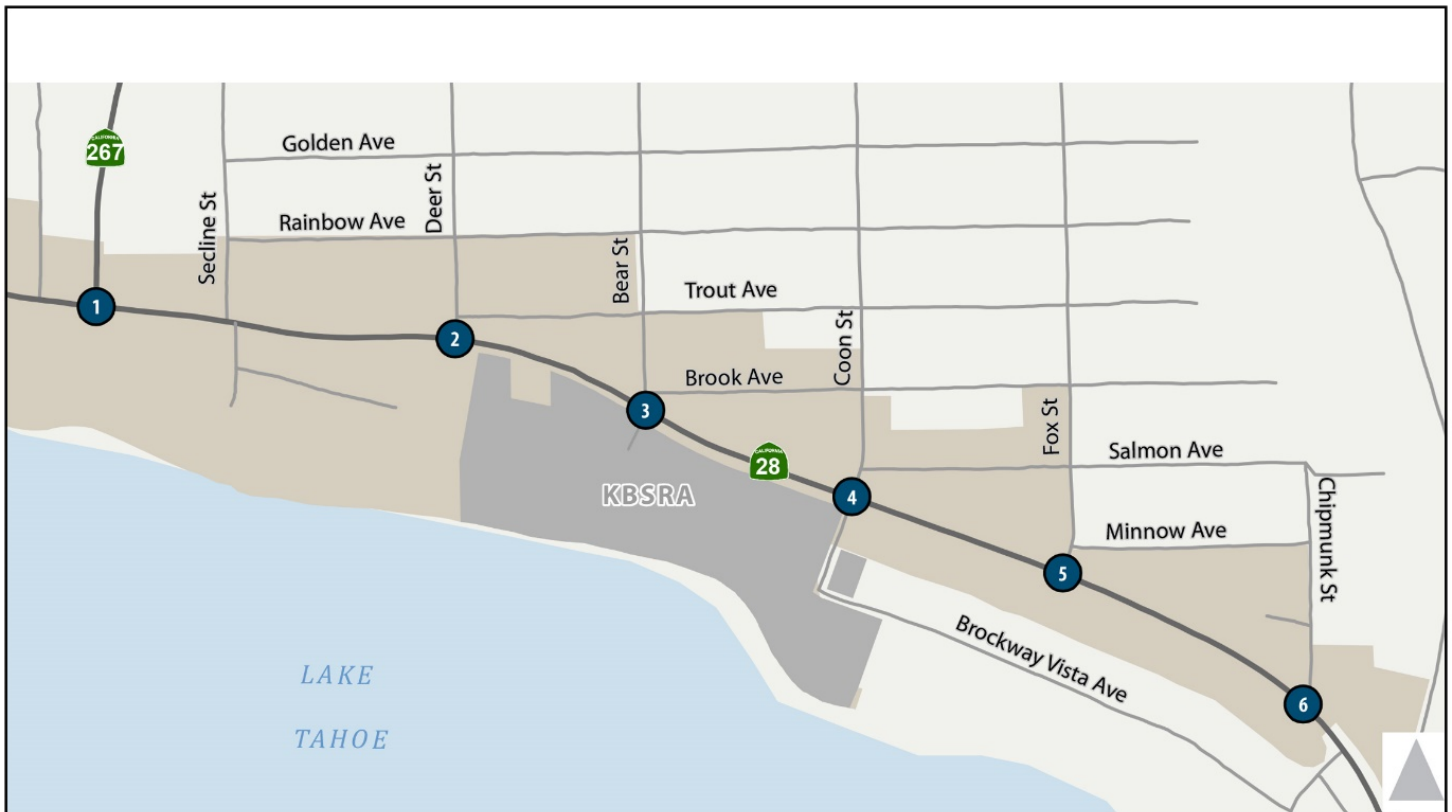 CALIFORNIA
267
Golden Ave
Secline St
Deer St
Rainbow Ave
Bear St
Trout Ave
Coon St
Brook Ave
Fox St
1
2
3
CALIFORNIA
28
Salmon Ave
KBSRA
4
Chipmunk St
Minnow Ave
5
Brockway Vista Ave
6
LAKE
TAHOE